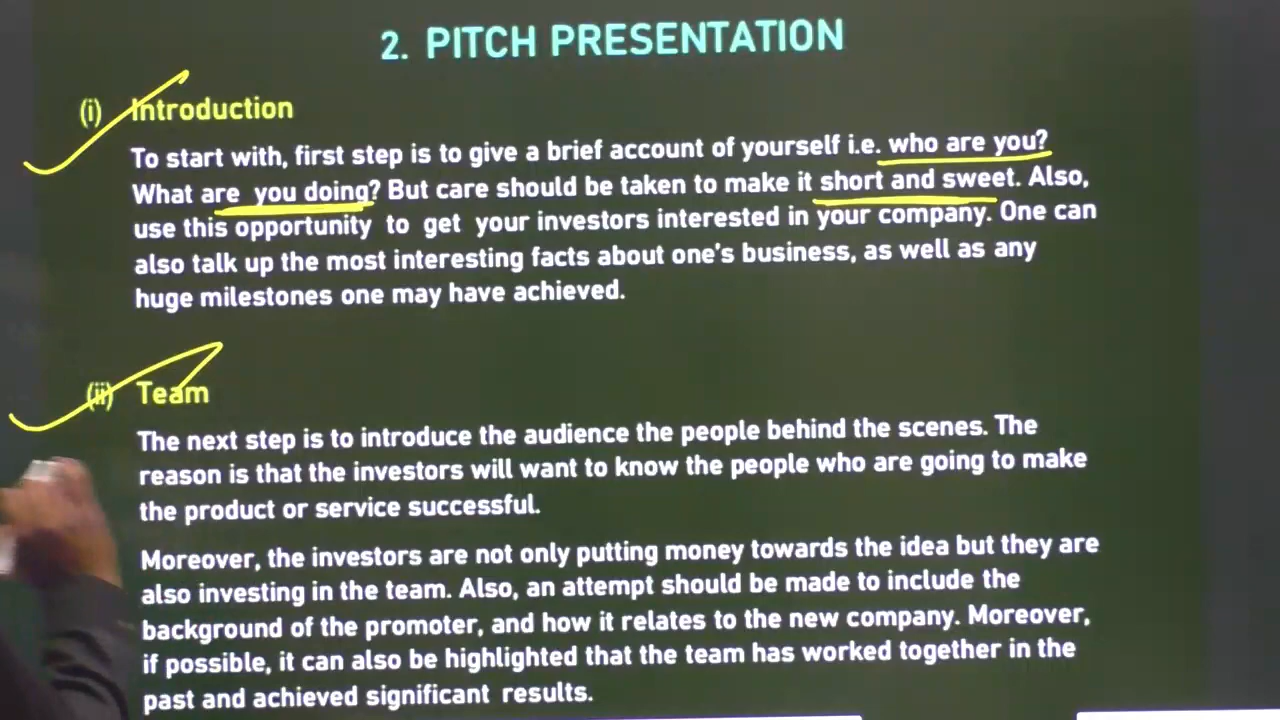 2. PITCH PRESENTATION
(i) Introduction
To start with, first step is to give a brief account of yourself i.e. who are you?
What are you doing? But care should be taken to make it short and sweet. Also,
use this opportunity to get your investors interested in your company. One can
also talk up the most interesting facts about one's business, as well as any
huge milestones one may have achieved.
(ii) Team
The next step is to introduce the audience the people behind the scenes. The
reason is that the investors will want to know the people who are going to make
the product or service successful.
Moreover, the investors are not only putting money towards the idea but they are
also investing in the team. Also, an attempt should be made to include the
background of the promoter, and how it relates to the new company. Moreover,
if possible, it can also be highlighted that the team has worked together in the
past and achieved significant results.